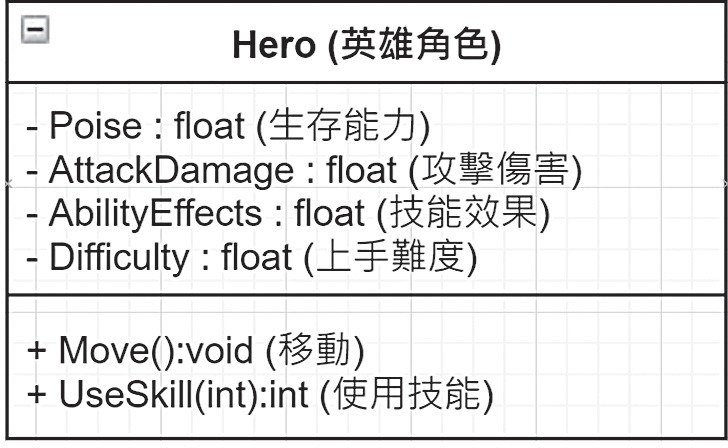 Hero (英雄角色)
- Poise : float (生存能力)
- AttackDamage : float (攻擊傷害)
- AbilityEffects : float (技能效果)
- Difficulty : float (上手難度)
+ Move():void (移動)
+ UseSkill(int):int (使用技能)